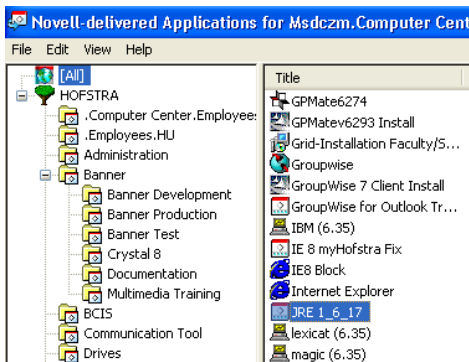 Novell-delivered Applications for Msdczm.Computer Cent
File Edit View Help
[All]
HOFSTRA
.Computer Center.Employee
.Employees.HU
Administration
Banner
Banner Development
Banner Production
Banner Test
Crystal 8
Documentation
Multimedia Training
BCIS
Communication Tool
Drives
Title
GPMate6274
GPMatev6293 Install
Grid-Installation Faculty/S...
Groupwise
GroupWise 7 Client Install
GroupWise for Outlook Tr...
IBM (6.35)
IE 8 myHofstra Fix
IE8 Block
Internet Explorer
JRE 1_6_17
lexicat (6.35)
magic (6.35)